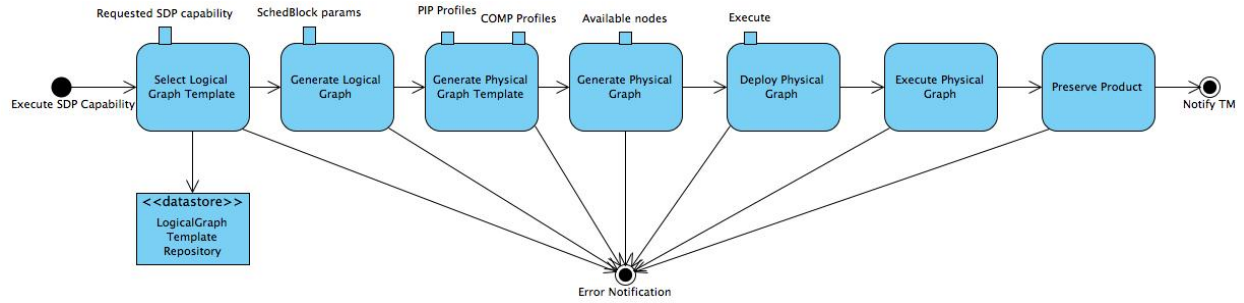 Requested SDP capability
SchedBlock params
PIP Profiles
COMP Profiles
Available nodes
Execute
Execute SDP Capability
Select Logical
Graph Template
Generate Logical
Graph
Generate Physical
Graph Template
Generate Physical
Graph
Deploy Physical
Graph
Execute Physical
Graph
Preserve Product
Notify TM
<<datastore>>
LogicalGraph
Template
Repository
Error Notification